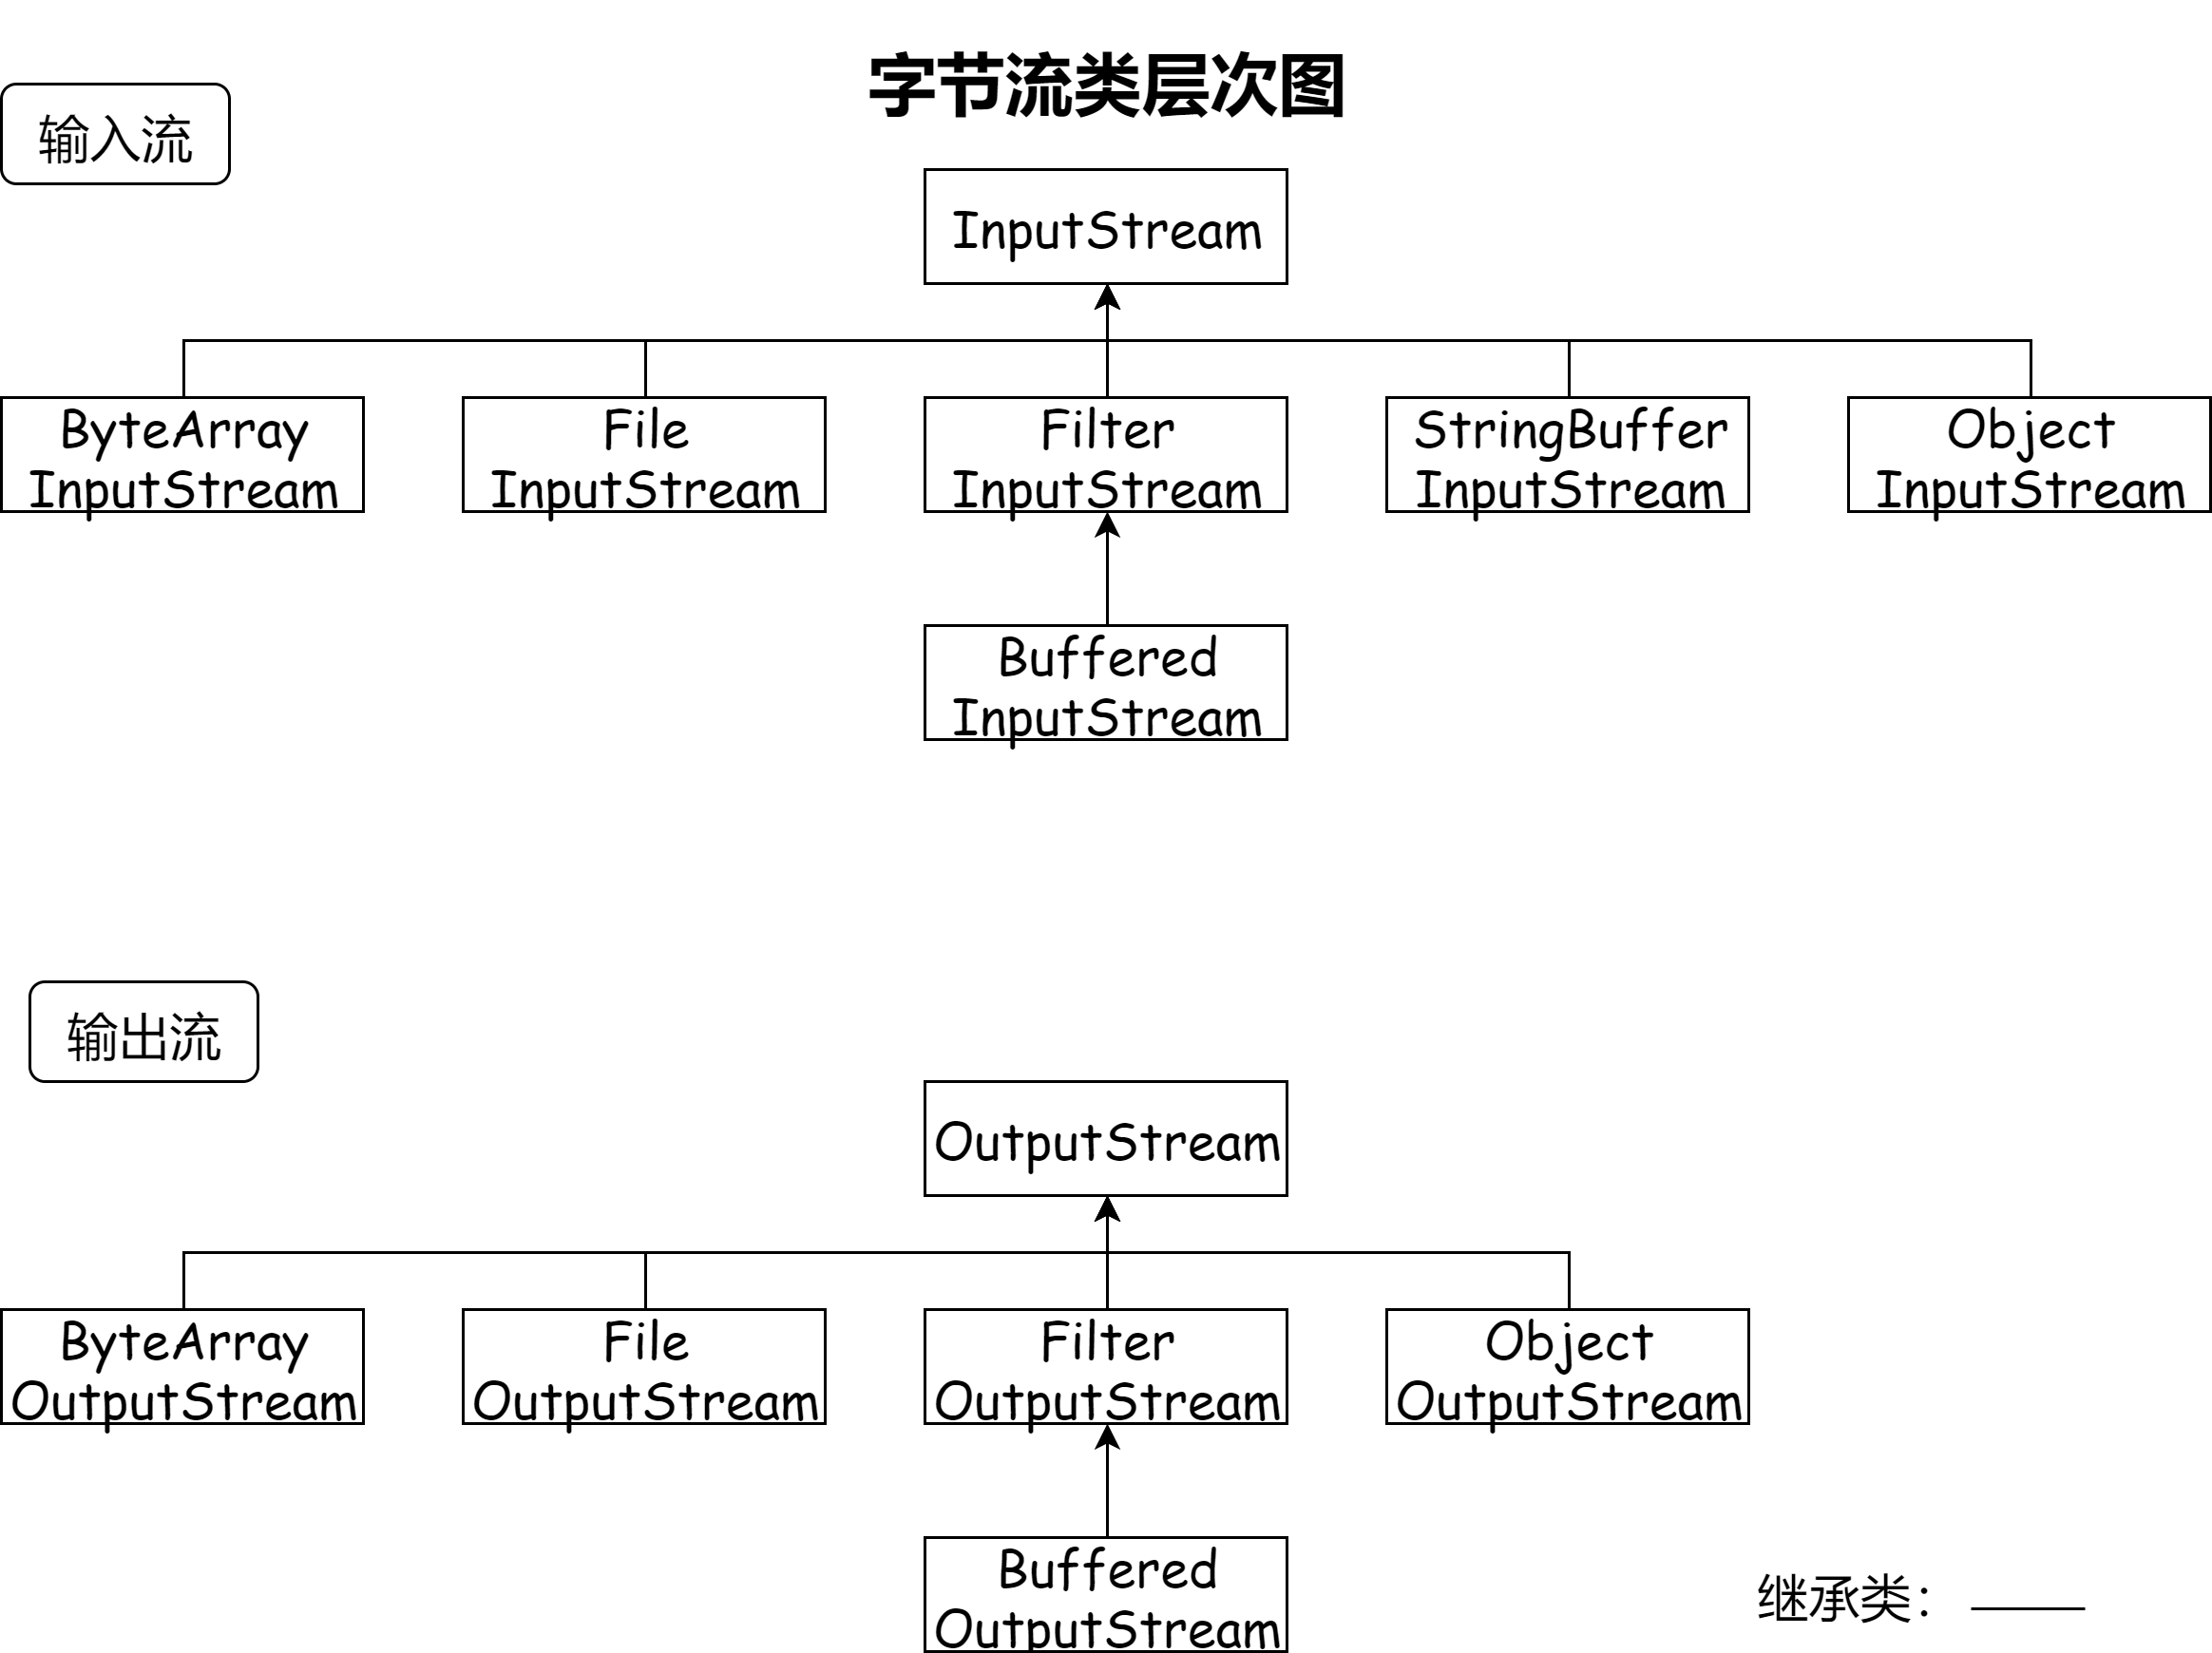 字节流类层次图
输入流
InputStream
ByteArray
InputStream
File
InputStream
Filter
InputStream
StringBuffer
InputStream
Object
InputStream
Buffered
InputStream
输出流
OutputStream
ByteArray
OutputStream
File
OutputStream
Filter
OutputStream
Object
OutputStream
Buffered
OutputStream
继承类：